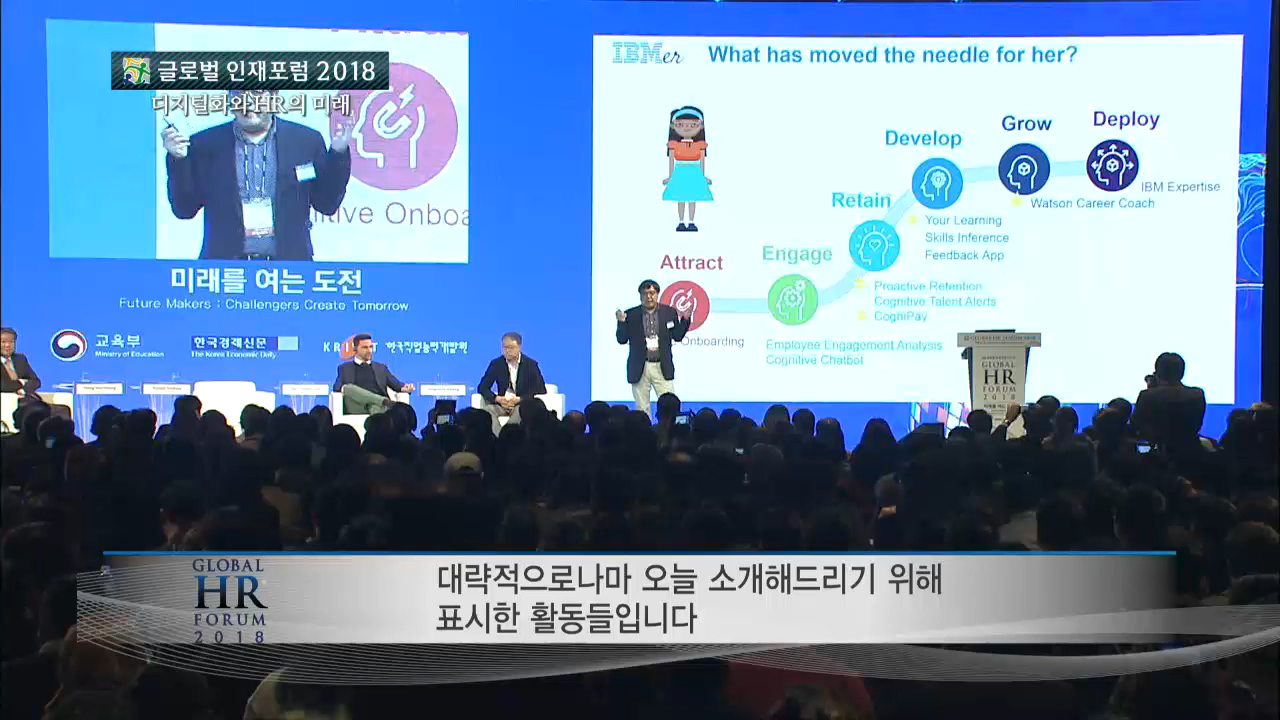 글로벌 인재포럼 2018
디지털화와 HR의 미래
미래를 여는 도전
Future Makers : Challengers Create Tomorrow
교육부
Ministry of Education
한국경제신문
The Korea Economic Daily
한국직업능력개발원
IBMer
What has moved the needle for her?
Attract
Engage
Retain
Develop
Grow
Deploy
IBM Expertise
Watson Career Coach
Your Learning
Skills Inference
Feedback App
Proactive Retention
Cognitive Talent Alerts
CogniPay
Onboarding
Employee Engagement Analysis
Cognitive Chatbot
GLOBAL
HR
FORUM
2018
GLOBAL
HR
FORUM
2018
대략적으로나마 오늘 소개해드리기 위해
표시한 활동들입니다